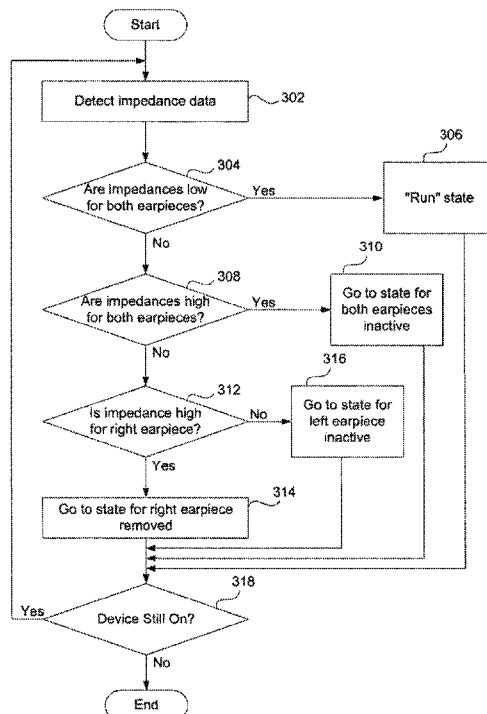 Start
Detect impedance data
302
304
Are impedances low
for both earpieces?
Yes
306
"Run" state
No
308
Are impedances high
for both earpieces?
Yes
310
Go to state for
both earpieces
inactive
No
312
Is impedance high
for right earpiece?
No
316
Go to state for
left earpiece
inactive
Yes
314
Go to state for right earpiece
removed
318
Device Still On?
Yes
No
End